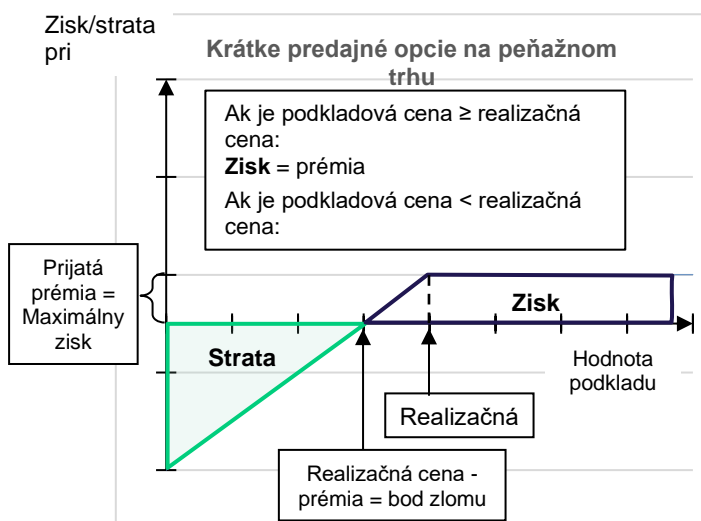 Zisk/strata
pri
Krátke predajné opcie na peňažnom
trhu
Ak je podkladová cena ≥ realizačná
cena:
Zisk = prémia
Ak je podkladová cena < realizačná
cena:
Prijatá
prémia =
Maximálny
zisk
Zisk
Strata
Hodnota
podkladu
Realizačná
Realizačná cena -
prémia = bod zlomu